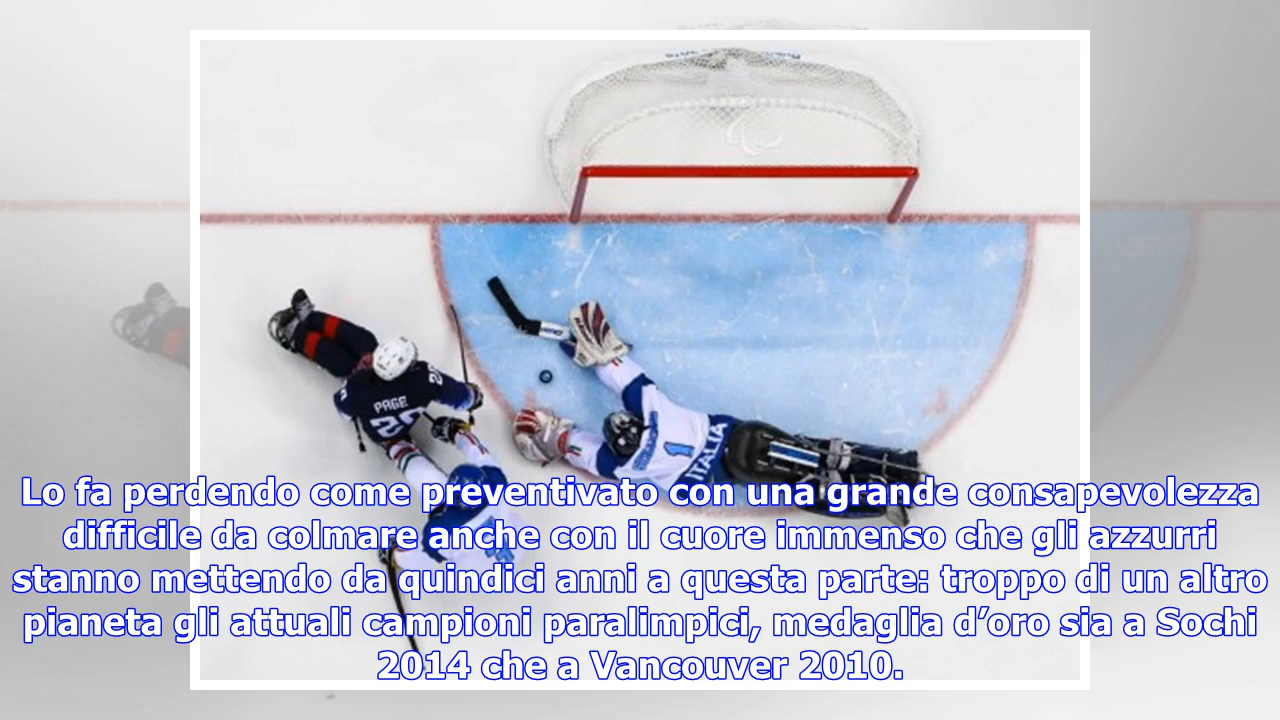 PAGE
22
1
ITALIA
Lo fa perdendo come preventivato con una grande consapevolezza
difficile da colmare anche con il cuore immenso che gli azzurri
stanno mettendo da quindici anni a questa parte: troppo di un altro
pianeta gli attuali campioni paralimpici, medaglia d’oro sia a Sochi
2014 che a Vancouver 2010.